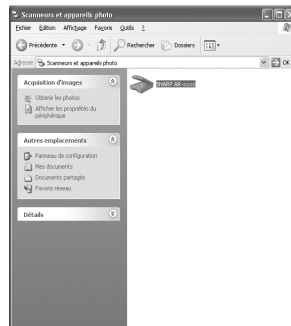 Scanneurs et appareils photo
Fichier Edition Affichage Favoris Outils ?
Précédente Rechercher Dossiers
Adresse Scanneurs et appareils photo OK
Acquisition d'images
SHARP AR-xxxx
Obtenir les photos
Afficher les propriétés du
périphérique
Autres emplacements
Panneau de configuration
Mes documents
Documents partagés
Favoris réseau
Détails